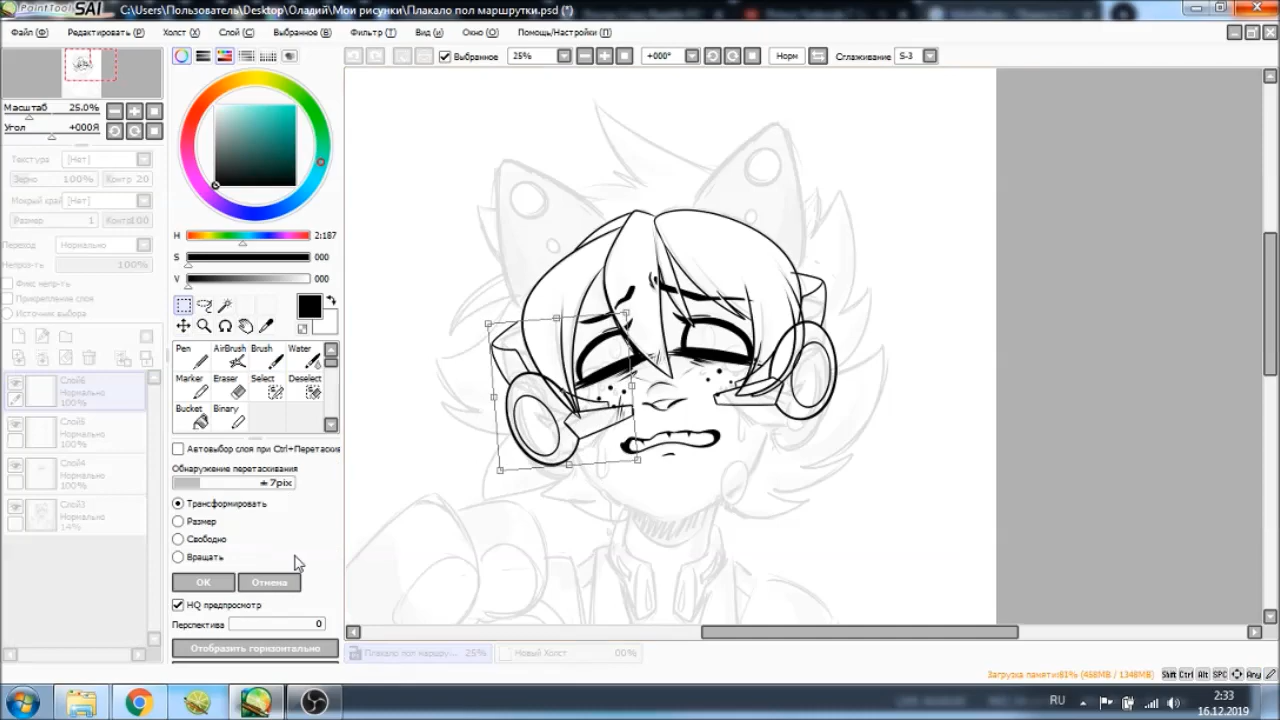 PaintTool SAI C:\Users\Пользователь\Desktop\Оладий\Мои рисунки\Плакало пол маршрутки.psd (*)
Файл (F) Редактировать (P) Холст (X) Слой (C) Выбранное (B) Фильтр (T) Вид (и) Окно (O) Помощь/Настройки (П)
Выбранное 25% +000° Норм Сглаживание S-3
Масштаб 25.0%
Угол +000Я
Текстура [Нет]
Зерно 100% Контр 20
Мокрый край [Нет]
Размер 1
Переход Нормально
100%
Фикс непр-ть
Прикрепление слоя
Источник выбора
Слой6
Нормально
100%
Слой5
Нормально
100%
Слой4
Нормально
100%
Слой3
Нормально
14%
H 2:187
S 000
V 000
Pen AirBrush Brush Water
Marker Eraser Select Deselect
Bucket Binary
Автовыбор слоя при Ctrl+Перетаски
Обнаружение перетаскивания
±7pix
Трансформировать
Размер
Свободно
Вращать
OK Отмена
HQ предпросмотр
Перспектива 0
Отобразить горизонтально
Плакало пол маршру-... 25% Новый Холст 00%
Загрузка памяти:81% (468MB / 1348MB) Shift Ctrl Alt SPC Any
RU 2:33
16.12.2019